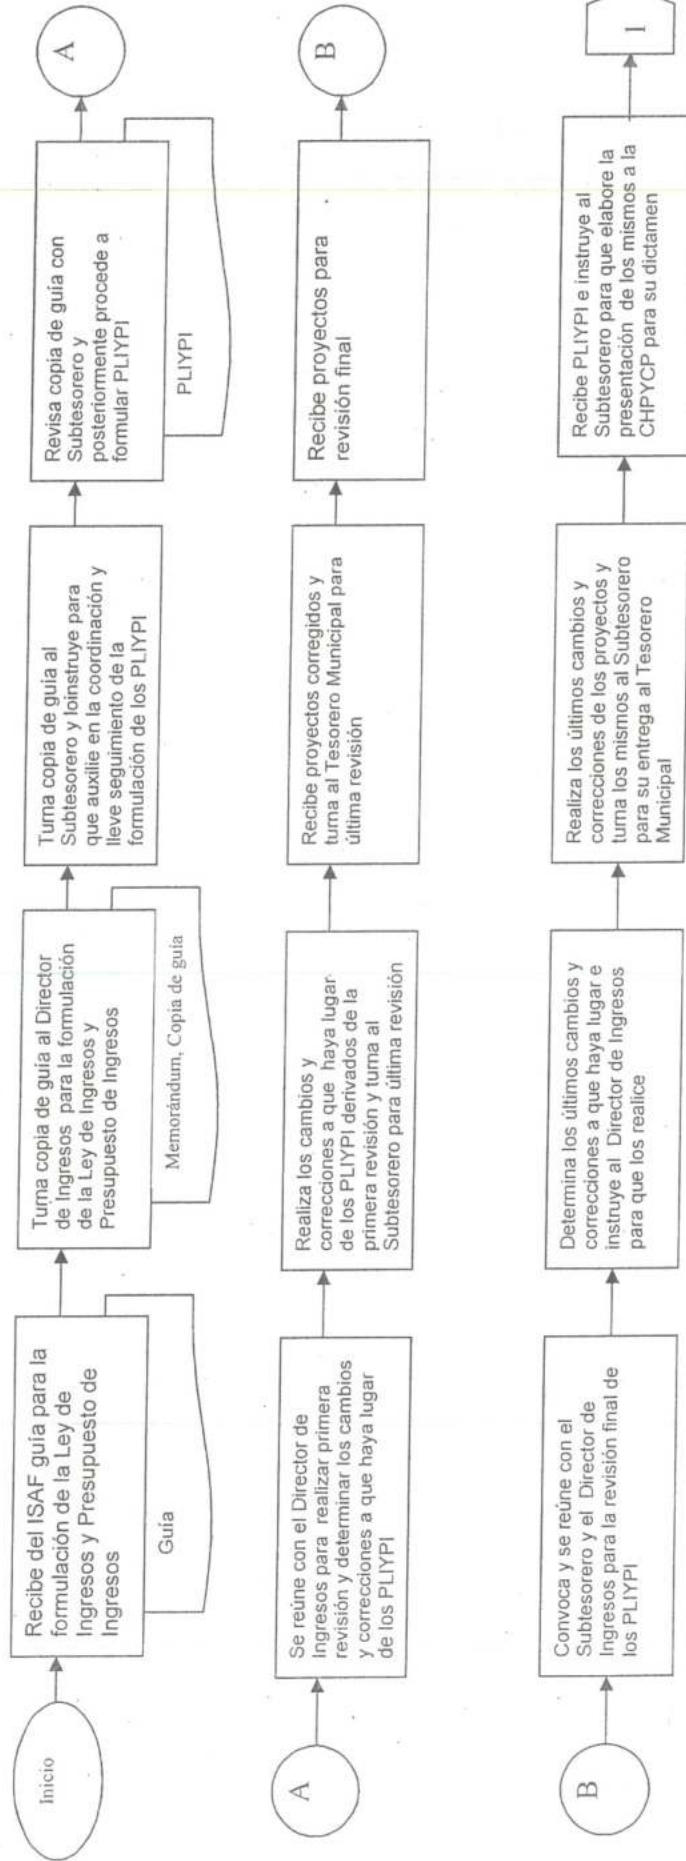 Inicio
Recibe del ISAF guía para la
formulación de la Ley de
Ingresos y Presupuesto de
Ingresos
Guía
Turna copia de guía al Director
de Ingresos para la formulación
de la Ley de Ingresos y
Presupuesto de Ingresos
Memorándum, Copia de guía
Turna copia de guía al
Subtesorero y loinstruye para
que auxilie en la coordinación y
lleve seguimiento de la
formulación de los PLIYPI
Revisa copia de guía con
Subtesorero y
posteriormente procede a
formular PLIYPI
PLIYPI
A
A
Se reúne con el Director de
Ingresos para realizar primera
revisión y determinar los cambios
y correcciones a que haya lugar
de los PLIYPI
Realiza los cambios y
correcciones a que haya lugar
de los PLIYPI derivados de la
primera revisión y turna al
Subtesorero para última revisión
Recibe proyectos corregidos y
turna al Tesorero Municipal para
última revisión
Recibe proyectos para
revisión final
B
B
Convoca y se reúne con el
Subtesorero y el Director de
Ingresos para la revisión final de
los PLIYPI
Determina los últimos cambios y
correcciones a que haya lugar e
instruye al Director de Ingresos
para que los realice
Realiza los últimos cambios y
correcciones de los proyectos y
turna los mismos al Subtesorero
para su entrega al Tesorero
Municipal
Recibe PLIYPI e instruye al
Subtesorero para que elabore la
presentación de los mismos a la
CHPYCP para su dictamen
1